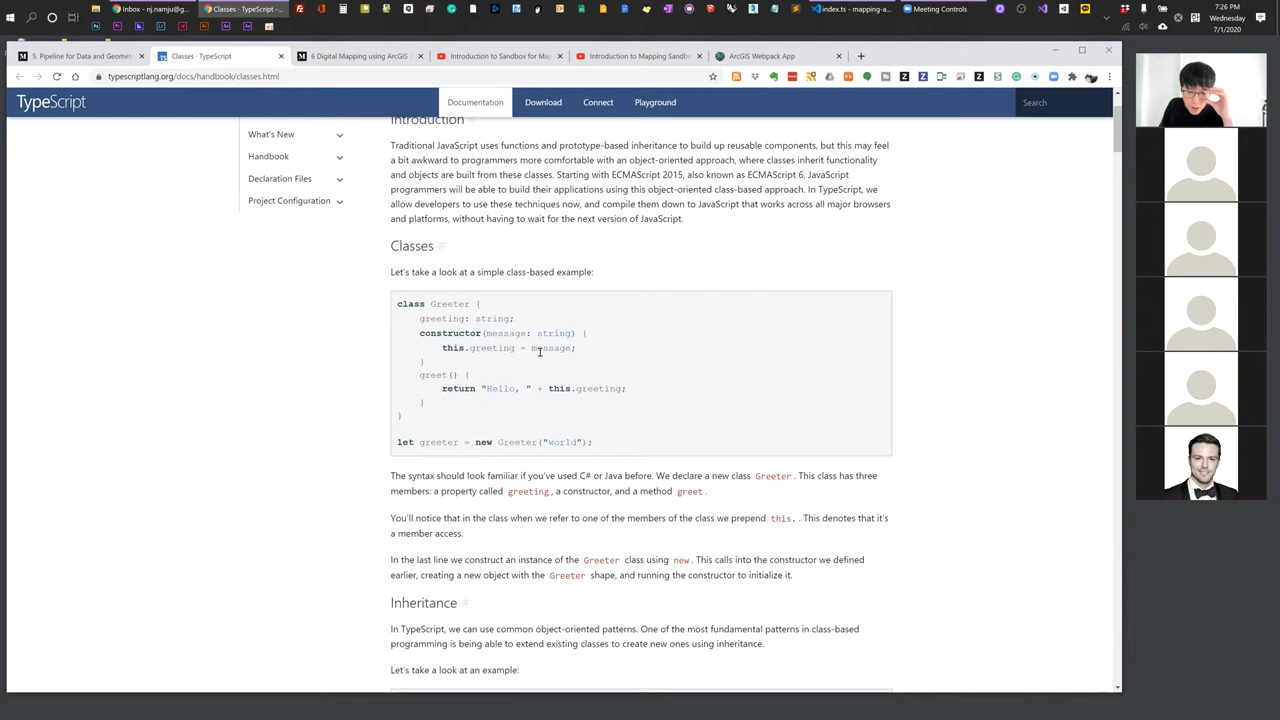 Inbox - nj.namju@g...
Classes · TypeScript -...
index.ts - mapping-a...
Meeting Controls
7:26 PM
Wednesday
7/1/2020
5. Pipeline for Data and Geomet
Classes · TypeScript
6 Digital Mapping using ArcGIS
Introduction to Sandbox for Ma
Introduction to Mapping Sandb
ArcGIS Webpack App
typescriptlang.org/docs/handbook/classes.html
TypeScript
Documentation
Download
Connect
Playground
Search
What's New
Handbook
Declaration Files
Project Configuration
Introduction #
Traditional JavaScript uses functions and prototype-based inheritance to build up reusable components, but this may feel
a bit awkward to programmers more comfortable with an object-oriented approach, where classes inherit functionality
and objects are built from these classes. Starting with ECMAScript 2015, also known as ECMAScript 6, JavaScript
programmers will be able to build their applications using this object-oriented class-based approach. In TypeScript, we
allow developers to use these techniques now, and compile them down to JavaScript that works across all major browsers
and platforms, without having to wait for the next version of JavaScript.
Classes #
Let's take a look at a simple class-based example:
class Greeter {
greeting: string;
constructor(message: string) {
this.greeting = message;
}
greet() {
return "Hello, " + this.greeting;
}
}
let greeter = new Greeter("world");
The syntax should look familiar if you've used C# or Java before. We declare a new class Greeter. This class has three
members: a property called greeting, a constructor, and a method greet.
You'll notice that in the class when we refer to one of the members of the class we prepend this.. This denotes that it's
a member access.
In the last line we construct an instance of the Greeter class using new. This calls into the constructor we defined
earlier, creating a new object with the Greeter shape, and running the constructor to initialize it.
Inheritance #
In TypeScript, we can use common object-oriented patterns. One of the most fundamental patterns in class-based
programming is being able to extend existing classes to create new ones using inheritance.
Let's take a look at an example: